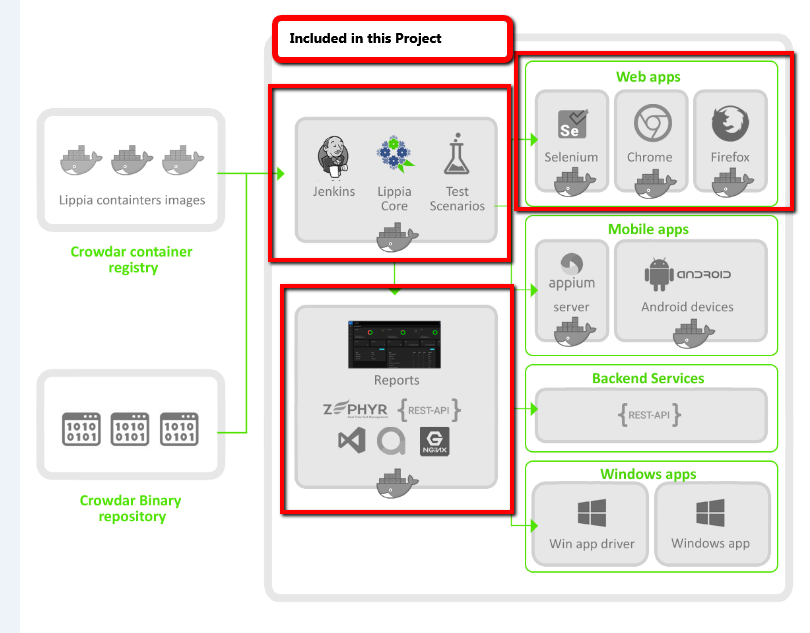 Included in this Project
Web apps
Se
Selenium
Chrome
Firefox
Jenkins
Lippia
Core
Test
Scenarios
Lippia containters images
Crowdar container
registry
Mobile apps
appium
server
ANDROID
Android devices
Reports
ZEPHYR
{REST-API}
G
NGINX
Backend Services
{REST-API}
1010
0101
1010
0101
1010
0101
Crowdar Binary
repository
Windows apps
Win app driver
Windows app